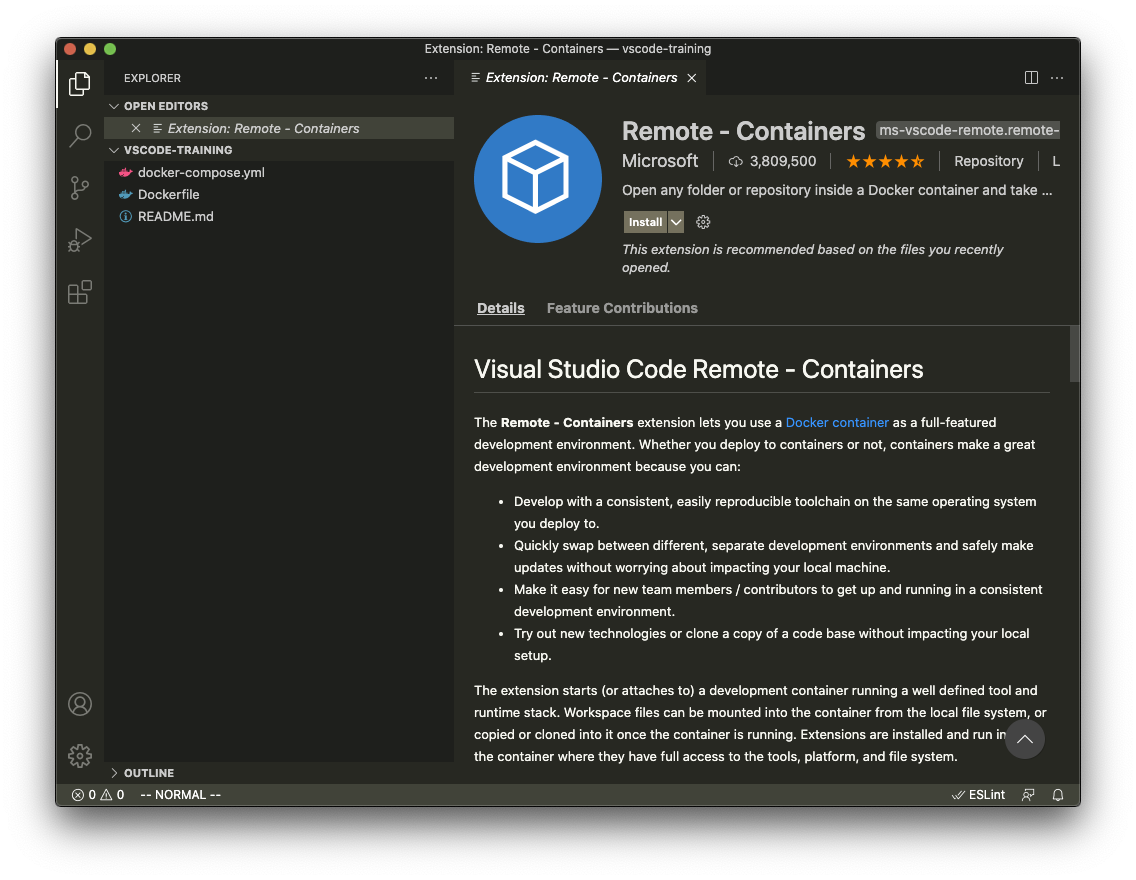 Extension: Remote - Containers — vscode-training
EXPLORER
OPEN EDITORS
Extension: Remote - Containers
VSCODE-TRAINING
docker-compose.yml
Dockerfile
README.md
OUTLINE
Extension: Remote - Containers
Remote - Containers ms-vscode-remote.remote-
Microsoft 3,809,500 Repository L
Open any folder or repository inside a Docker container and take ...
Install
This extension is recommended based on the files you recently
opened.
Details Feature Contributions
Visual Studio Code Remote - Containers
The Remote - Containers extension lets you use a Docker container as a full-featured
development environment. Whether you deploy to containers or not, containers make a great
development environment because you can:
• Develop with a consistent, easily reproducible toolchain on the same operating system
you deploy to.
• Quickly swap between different, separate development environments and safely make
updates without worrying about impacting your local machine.
• Make it easy for new team members / contributors to get up and running in a consistent
development environment.
• Try out new technologies or clone a copy of a code base without impacting your local
setup.
The extension starts (or attaches to) a development container running a well defined tool and
runtime stack. Workspace files can be mounted into the container from the local file system, or
copied or cloned into it once the container is running. Extensions are installed and run in
the container where they have full access to the tools, platform, and file system.
0 0 -- NORMAL -- ESLint